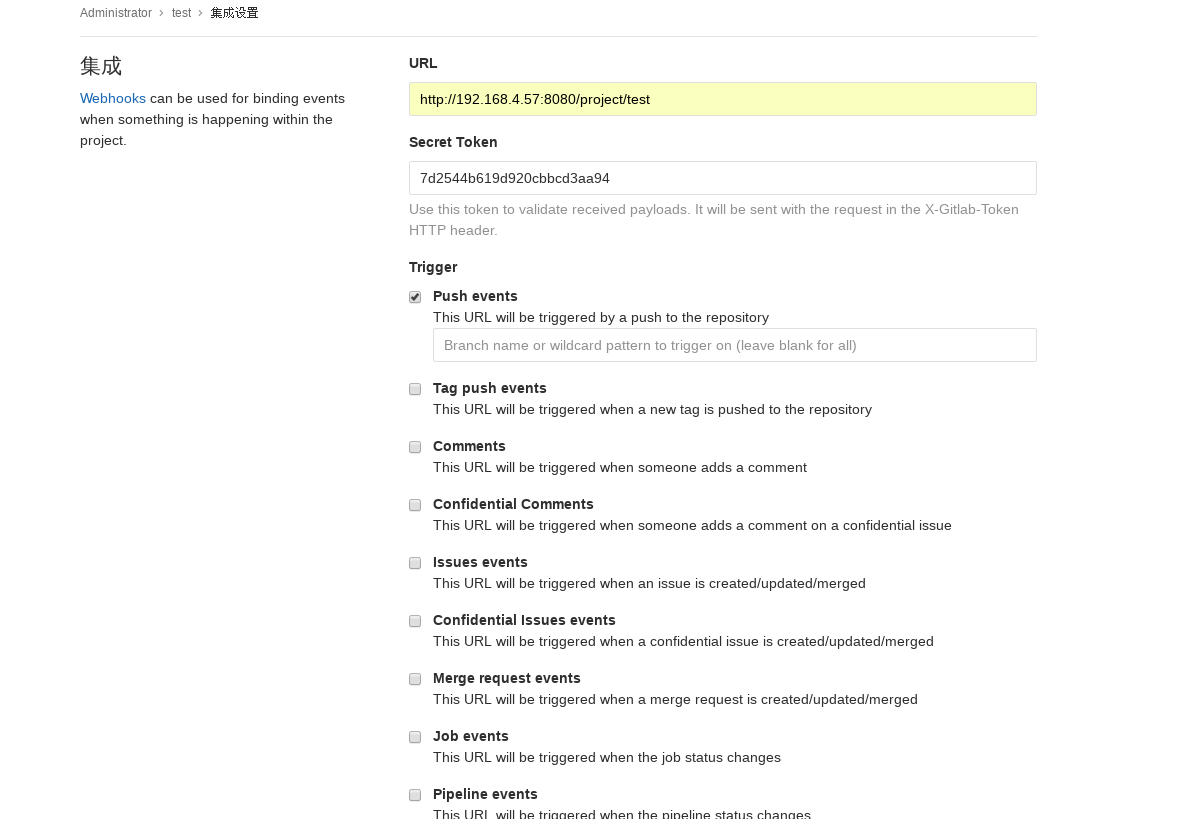 Administrator › test › 集成设置
集成
Webhooks can be used for binding events
when something is happening within the
project.
URL
http://192.168.4.57:8080/project/test
Secret Token
7d2544b619d920cbbcd3aa94
Use this token to validate received payloads. It will be sent with the request in the X-Gitlab-Token
HTTP header.
Trigger
Push events
This URL will be triggered by a push to the repository
Branch name or wildcard pattern to trigger on (leave blank for all)
Tag push events
This URL will be triggered when a new tag is pushed to the repository
Comments
This URL will be triggered when someone adds a comment
Confidential Comments
This URL will be triggered when someone adds a comment on a confidential issue
Issues events
This URL will be triggered when an issue is created/updated/merged
Confidential Issues events
This URL will be triggered when a confidential issue is created/updated/merged
Merge request events
This URL will be triggered when a merge request is created/updated/merged
Job events
This URL will be triggered when the job status changes
Pipeline events
This URL will be triggered when the pipeline status changes